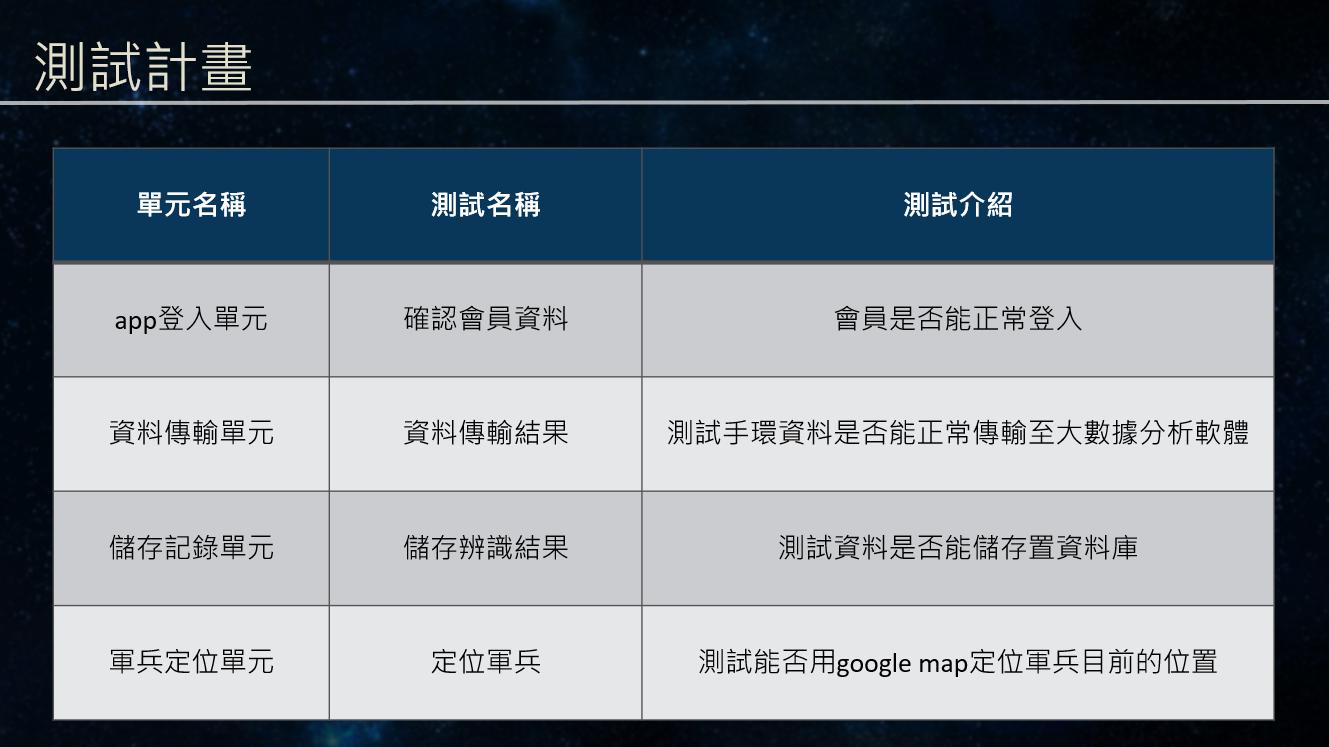 測試計畫
單元名稱 測試名稱 測試介紹
app登入單元 確認會員資料 會員是否能正常登入
資料傳輸單元 資料傳輸結果 測試手環資料是否能正常傳輸至大數據分析軟體
儲存記錄單元 儲存辨識結果 測試資料是否能儲存置資料庫
軍兵定位單元 定位軍兵 測試能否用google map定位軍兵目前的位置